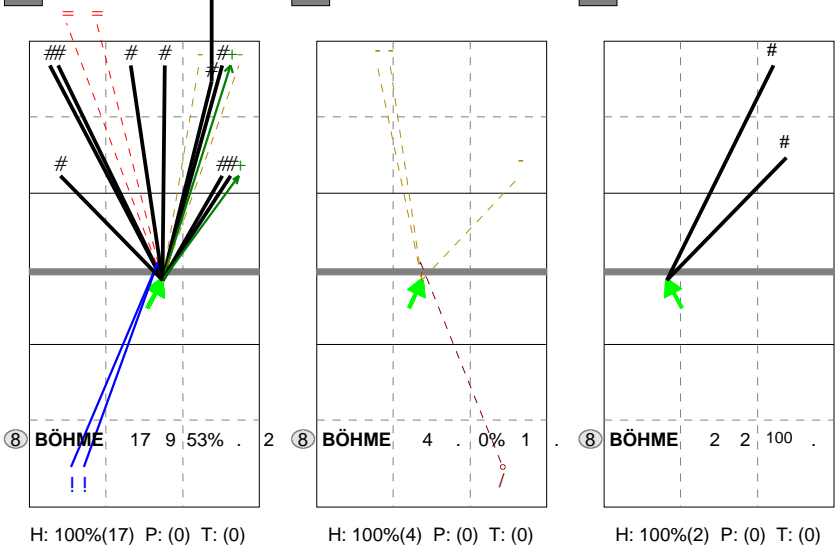 = =
## # # - #+ -
#
# ##+
8 BÖHME 17 9 53% . 2
! !
H: 100%(17) P: (0) T: (0)
- -
-
8 BÖHME 4 . 0% 1 .
/
H: 100%(4) P: (0) T: (0)
#
#
8 BÖHME 2 2 100 .
H: 100%(2) P: (0) T: (0)